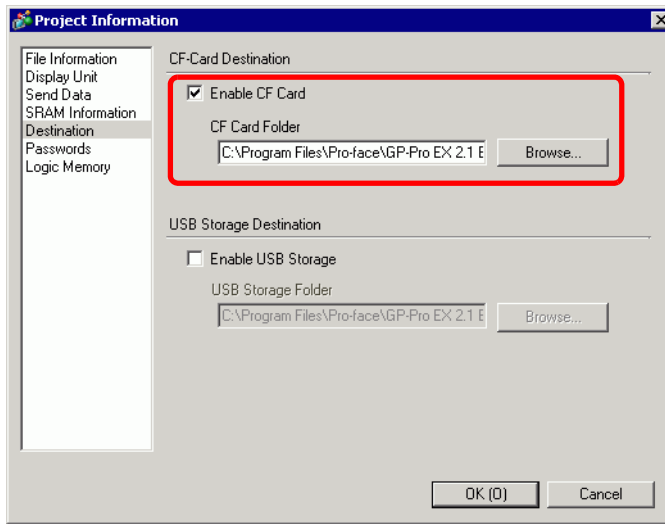 Project Information
File Information
Display Unit
Send Data
SRAM Information
Destination
Passwords
Logic Memory
CF-Card Destination
Enable CF Card
CF Card Folder
C:\Program Files\Pro-face\GP-Pro EX 2.1 E
Browse...
USB Storage Destination
Enable USB Storage
USB Storage Folder
C:\Program Files\Pro-face\GP-Pro EX 2.1 E
Browse...
OK (O)
Cancel